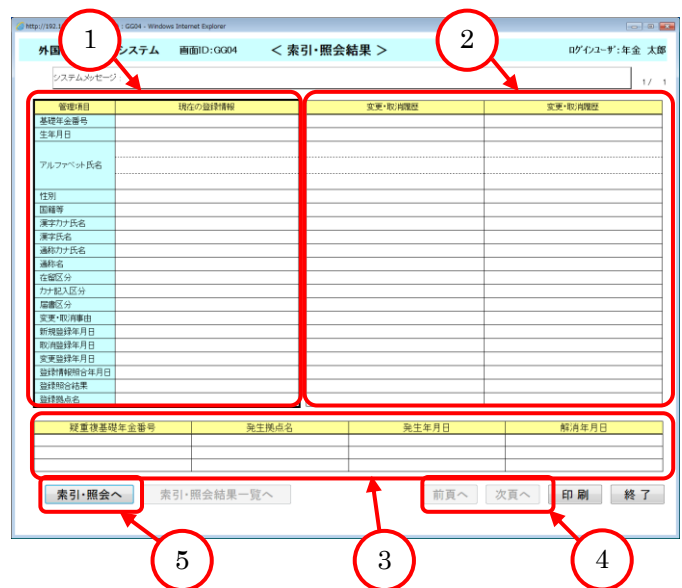 : GG04 - Windows Internet Explorer
システム 画面ID:GG04 < 索引・照会結果 > ログインユーザ:年金 太郎
システムメッセージ
1/ 1
1
2
管理項目 現在の登録情報 変更・取消履歴 変更・取消履歴
基礎年金番号
生年月日
アルファベット氏名
性別
国籍等
漢字カナ氏名
漢字氏名
通称カナ氏名
通称名
在留区分
カナ記入区分
届書区分
変更・取消事由
新規登録年月日
取消登録年月日
変更登録年月日
登録情報照合年月日
登録照合結果
登録拠点名
疑重複基礎年金番号 発生拠点名 発生年月日 解消年月日
索引・照会へ 索引・照会結果一覧へ 前頁へ 次頁へ 印刷 終了
5
3
4